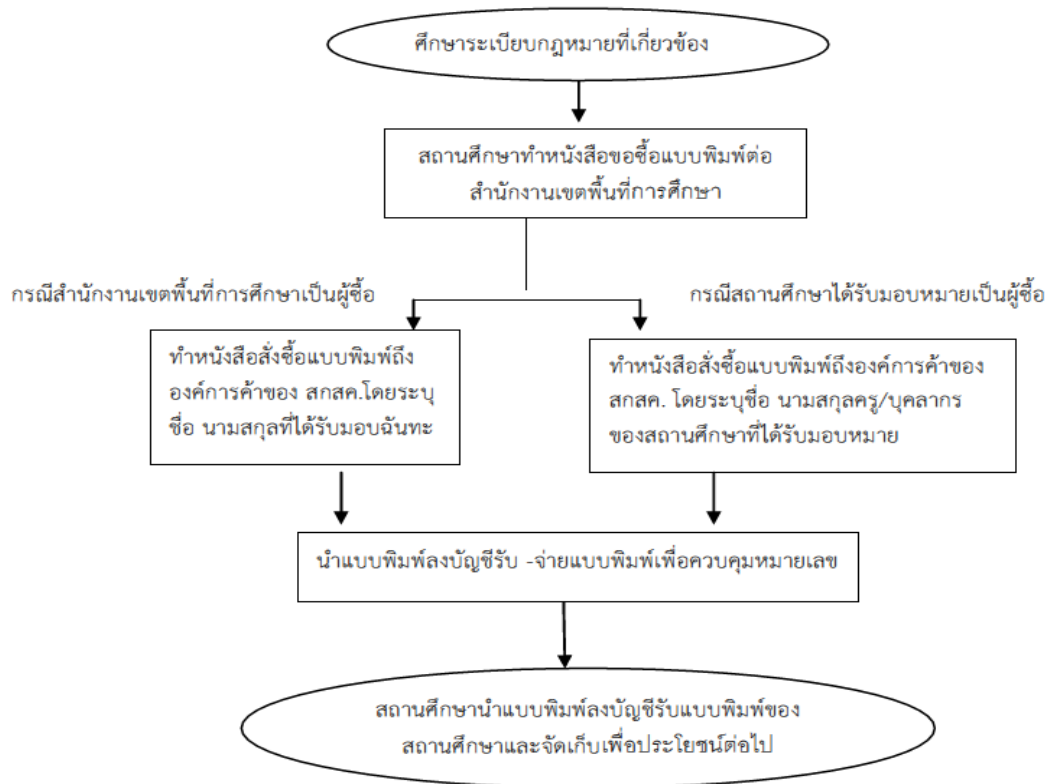 ศึกษาระเบียบกฎหมายที่เกี่ยวข้อง
สถานศึกษาทำหนังสือขอซื้อแบบพิมพ์ต่อ
สำนักงานเขตพื้นที่การศึกษา
กรณีสำนักงานเขตพื้นที่การศึกษาเป็นผู้ซื้อ
กรณีสถานศึกษาได้รับมอบหมายเป็นผู้ซื้อ
ทำหนังสือสั่งซื้อแบบพิมพ์ถึง
องค์การค้าของ สกสค.โดยระบุ
ชื่อ นามสกุลที่ได้รับมอบฉันทะ
ทำหนังสือสั่งซื้อแบบพิมพ์ถึงองค์การค้าของ
สกสค. โดยระบุชื่อ นามสกุลครู/บุคลากร
ของสถานศึกษาที่ได้รับมอบหมาย
นำแบบพิมพ์ลงบัญชีรับ -จ่ายแบบพิมพ์เพื่อควบคุมหมายเลข
สถานศึกษานำแบบพิมพ์ลงบัญชีรับแบบพิมพ์ของ
สถานศึกษาและจัดเก็บเพื่อประโยชน์ต่อไป